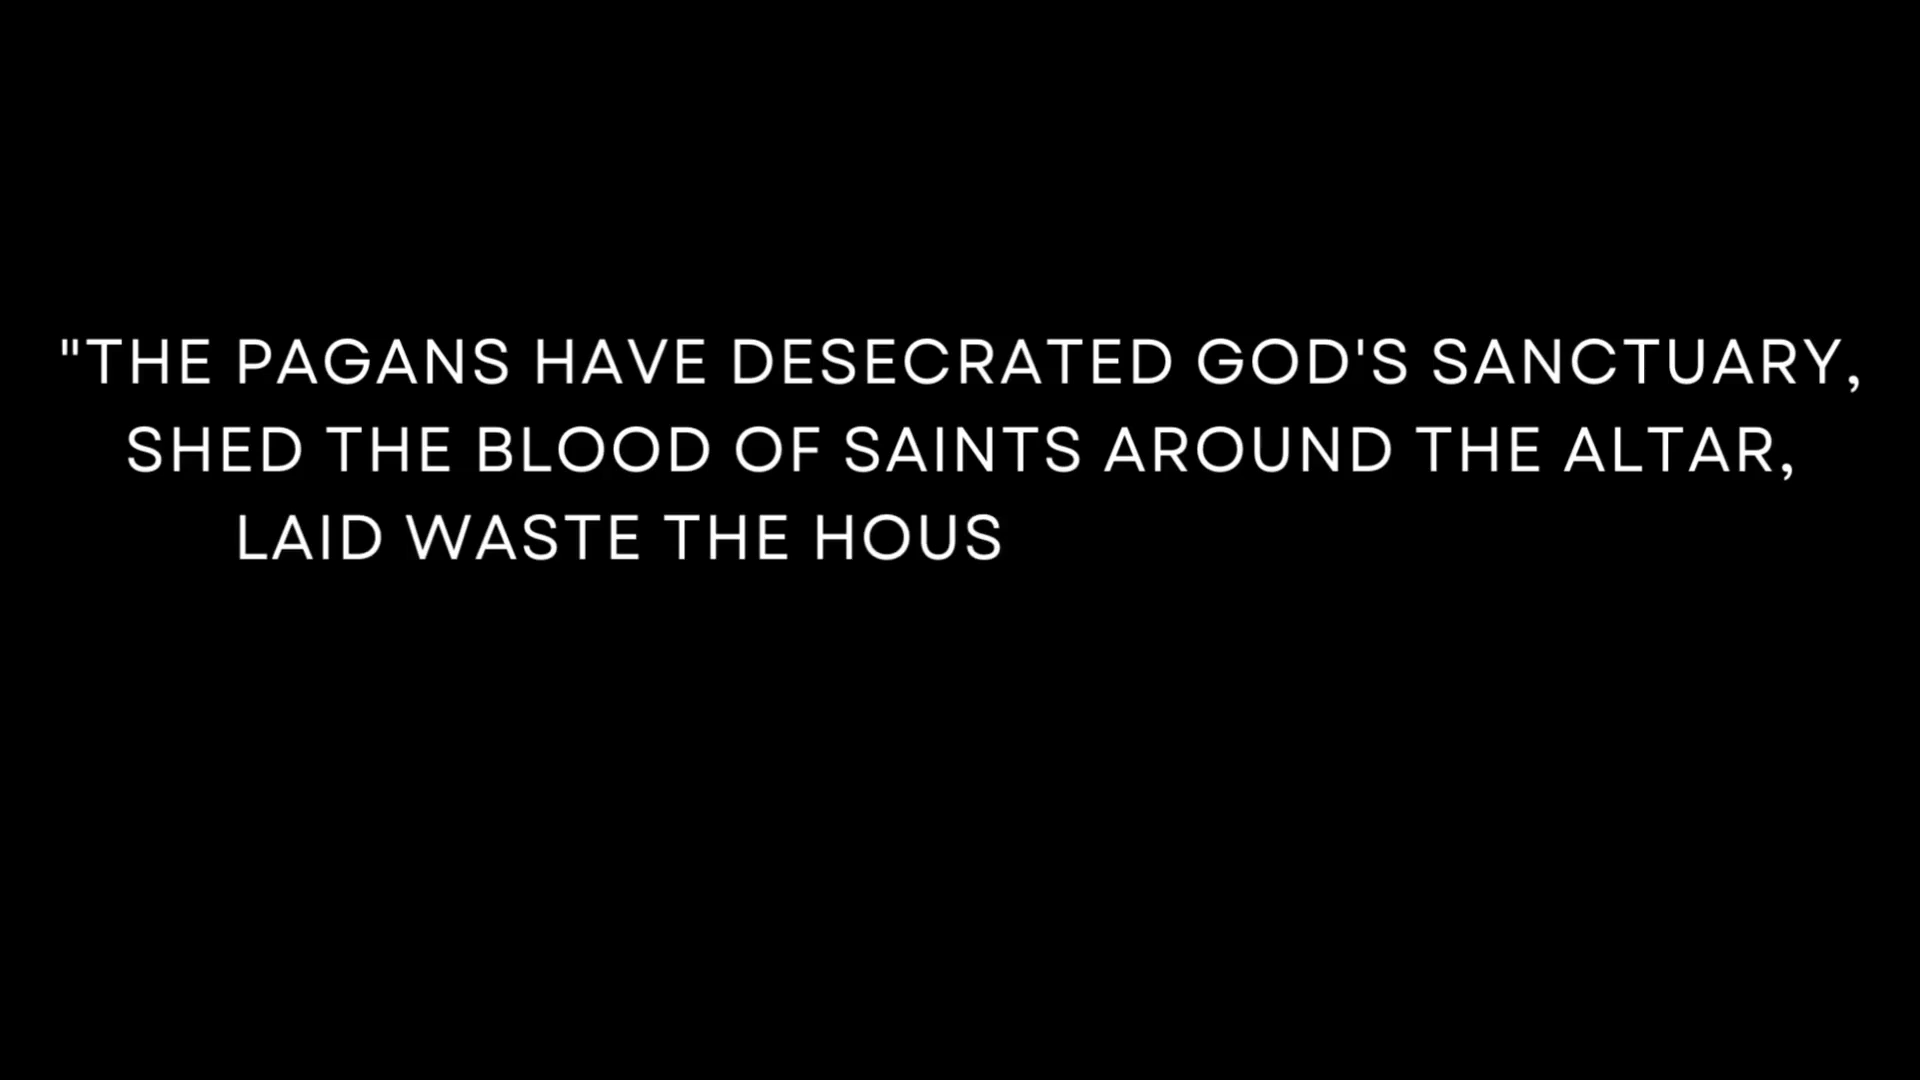 "THE PAGANS HAVE DESECRATED GOD'S SANCTUARY,
SHED THE BLOOD OF SAINTS AROUND THE ALTAR,
LAID WASTE THE HOUS